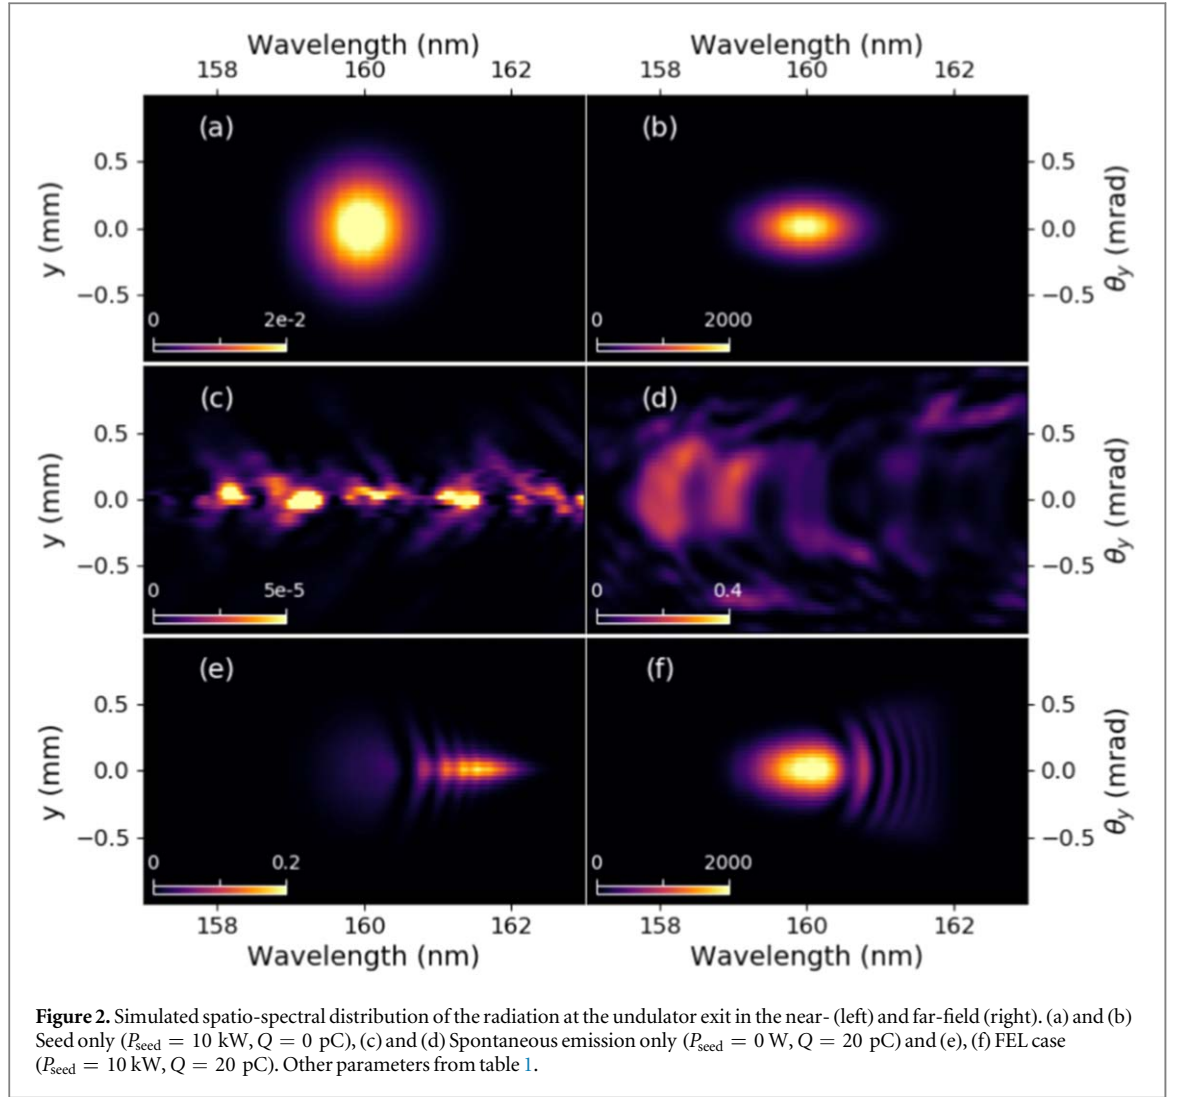 Wavelength (nm) Wavelength (nm)
158 160 162 158 160 162
(a) (b)
0.5 0.5
y (mm) 0.0 0.0 θy (mrad)
−0.5 −0.5
0 2e-2 0 2000
(c) (d)
0.5 0.5
y (mm) 0.0 0.0 θy (mrad)
−0.5 −0.5
0 5e-5 0 0.4
(e) (f)
0.5 0.5
y (mm) 0.0 0.0 θy (mrad)
−0.5 −0.5
0 0.2 0 2000
158 160 162 158 160 162
Wavelength (nm) Wavelength (nm)
Figure 2. Simulated spatio-spectral distribution of the radiation at the undulator exit in the near- (left) and far-field (right). (a) and (b)
Seed only (Pseed = 10 kW, Q = 0 pC), (c) and (d) Spontaneous emission only (Pseed = 0 W, Q = 20 pC) and (e), (f) FEL case
(Pseed = 10 kW, Q = 20 pC). Other parameters from table 1.